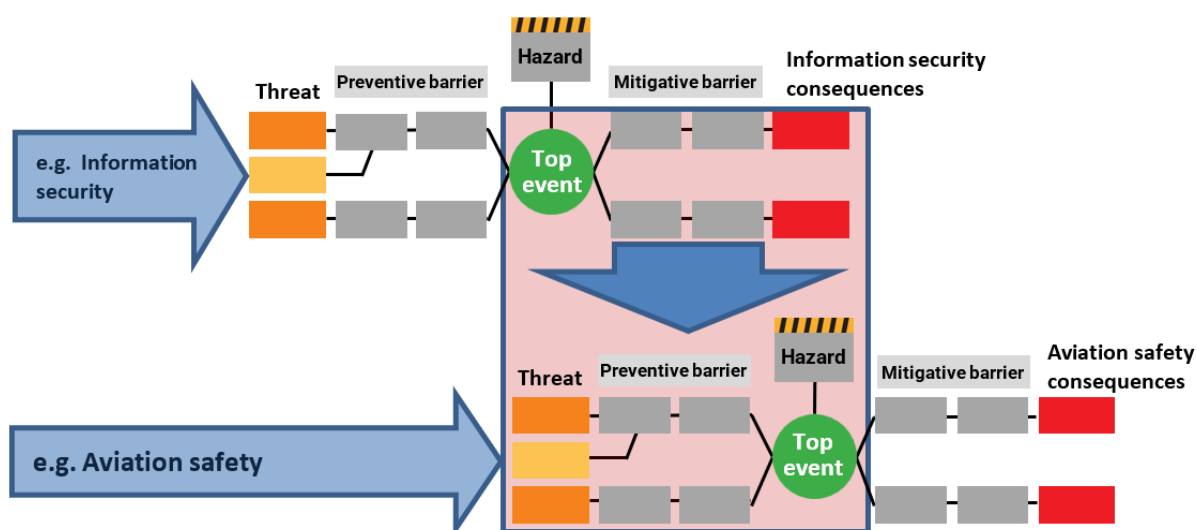 Hazard
Information security
consequences
Preventive barrier
Mitigative barrier
Threat
e.g. Information
security
Top
event
Hazard
Aviation safety
consequences
Preventive barrier
Mitigative barrier
Threat
e.g. Aviation safety
Top
event